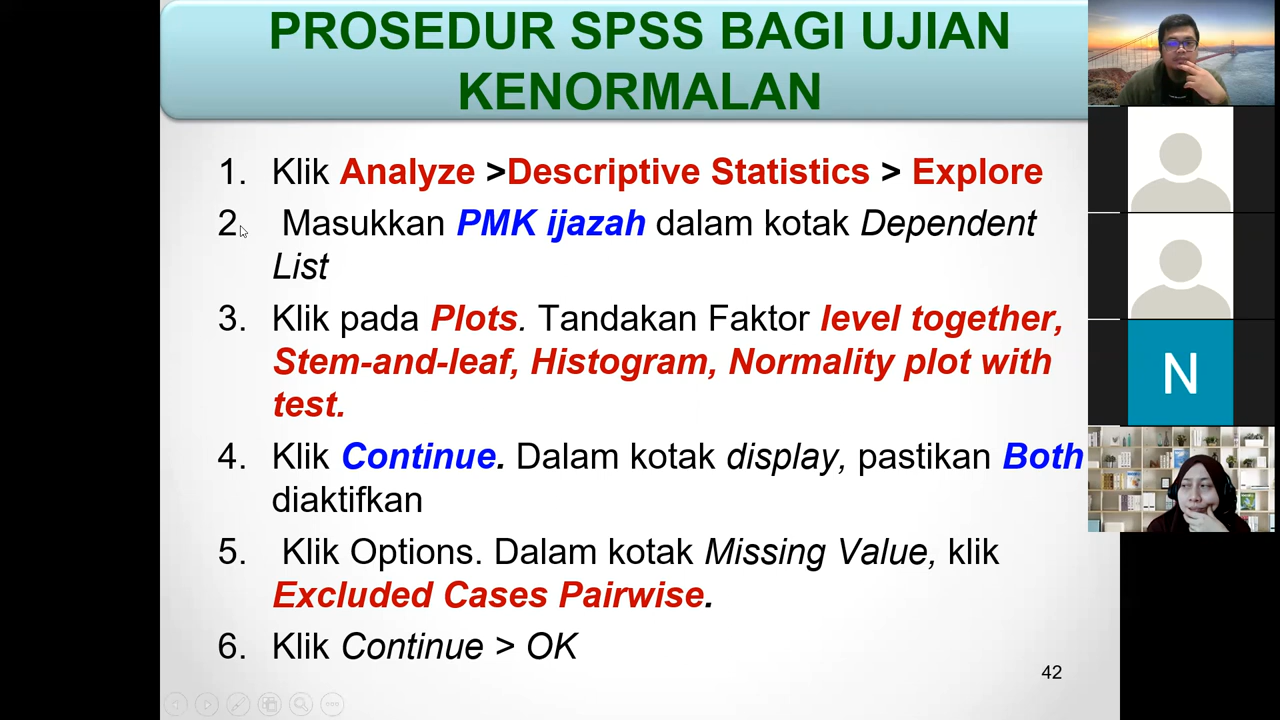 PROSEDUR SPSS BAGI UJIAN
KENORMALAN
1. Klik Analyze >Descriptive Statistics > Explore
2. Masukkan PMK ijazah dalam kotak Dependent
List
3. Klik pada Plots. Tandakan Faktor level together,
Stem-and-leaf, Histogram, Normality plot with
test.
4. Klik Continue. Dalam kotak display, pastikan Both
diaktifkan
5. Klik Options. Dalam kotak Missing Value, klik
Excluded Cases Pairwise.
6. Klik Continue > OK
42
N